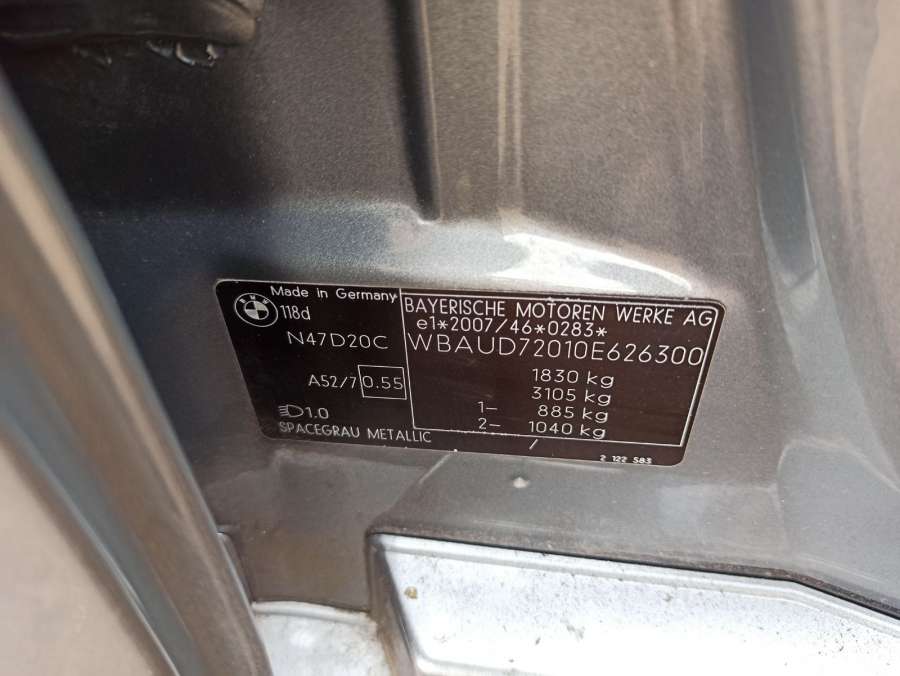 BMW
Made in Germany
118d
N47D20C
A52/7 0.55
1.0
SPACEGRAU METALLIC
BAYERISCHE MOTOREN WERKE AG
e1*2007/46*0283*
WBAUD72010E626300
1830 kg
3105 kg
1- 885 kg
2- 1040 kg
/
2 122 583